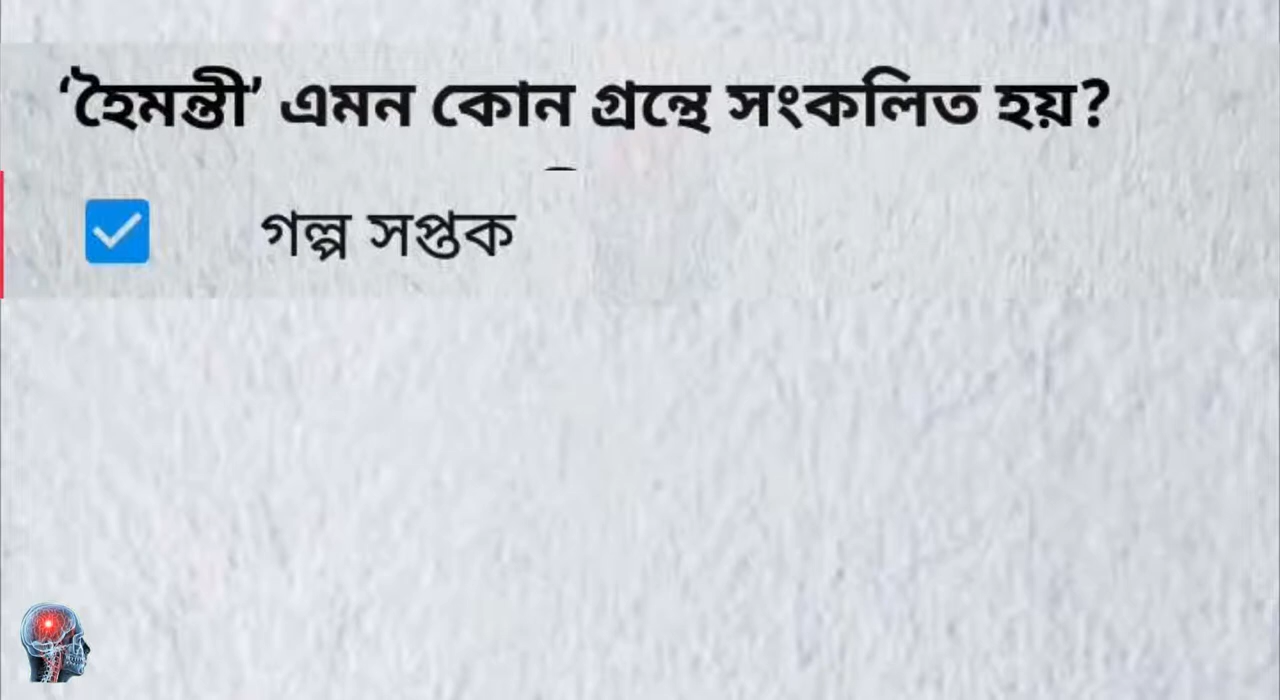 ‘হৈমন্তী’ এমন কোন গ্রন্থে সংকলিত হয়?
গল্প সপ্তক